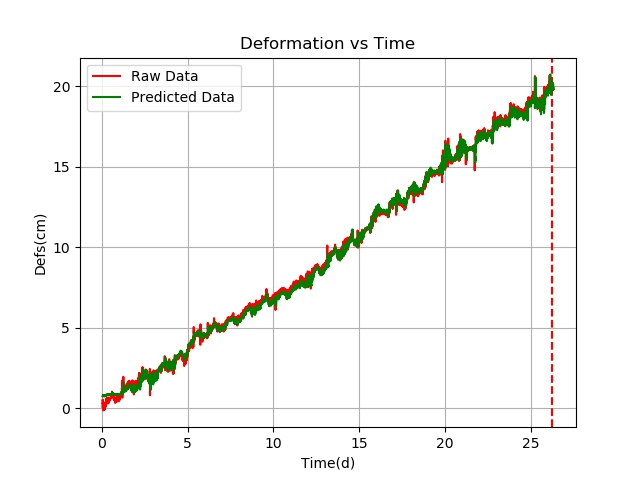 Deformation vs Time
Raw Data
Predicted Data
20
15
10
5
0
Defs(cm)
0 5 10 15 20 25
Time(d)